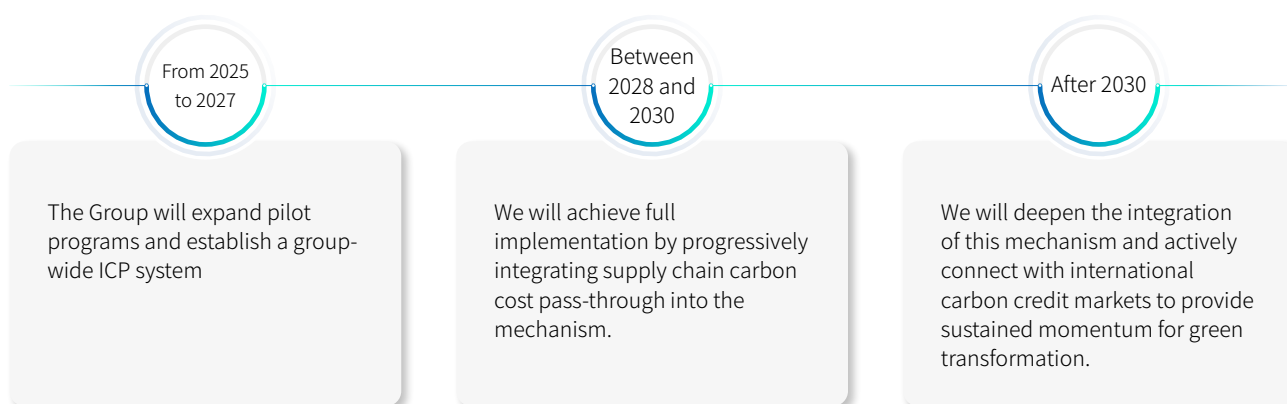 From 2025
to 2027
The Group will expand pilot
programs and establish a group-
wide ICP system
Between
2028 and
2030
We will achieve full
implementation by progressively
integrating supply chain carbon
cost pass-through into the
mechanism.
After 2030
We will deepen the integration
of this mechanism and actively
connect with international
carbon credit markets to provide
sustained momentum for green
transformation.